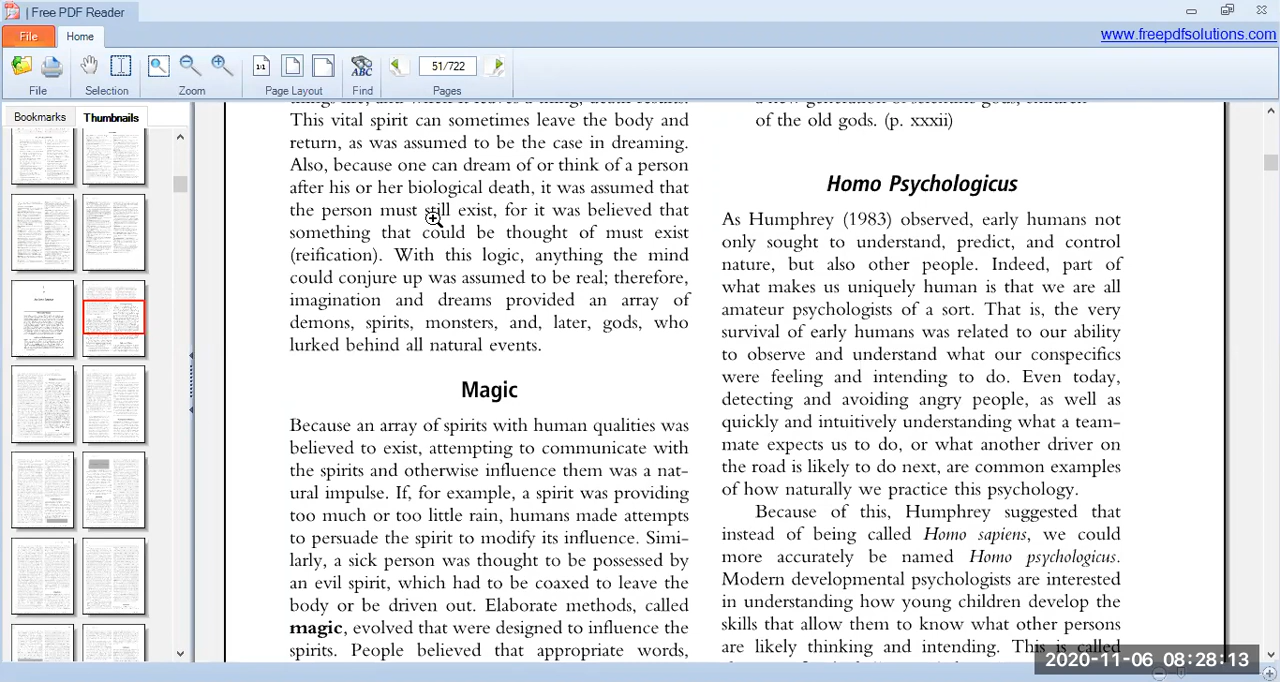 | Free PDF Reader
File
Home
www.freepdfsolutions.com
1:1
ABC
51/722
File
Selection
Zoom
Page Layout
Find
Pages
Bookmarks
Thumbnails
This vital spirit can sometimes leave the body and
return, as was assumed to be the case in dreaming.
Also, because one can dream of or think of a person
after his or her biological death, it was assumed that
the person must still exist, for it was believed that
something that could be thought of must exist
(reification). With this logic, anything the mind
could conjure up was assumed to be real; therefore,
imagination and dreams provided an array of
demons, spirits, monsters, and, later, gods, who
lurked behind all natural events.
Magic
Because an array of spirits with human qualities was
believed to exist, attempting to communicate with
the spirits and otherwise influence them was a nat-
ural impulse. If, for example, a spirit was providing
too much or too little rain, humans made attempts
to persuade the spirit to modify its influence. Simi-
larly, a sick person was thought to be possessed by
an evil spirit, which had to be coaxed to leave the
body or be driven out. Elaborate methods, called
magic, evolved that were designed to influence the
spirits. People believed that appropriate words,
of the old gods. (p. xxxii)
Homo Psychologicus
As Humphrey (1983) observed, early humans not
only sought to understand, predict, and control
nature, but also other people. Indeed, part of
what makes us uniquely human is that we are all
amateur psychologists of a sort. That is, the very
survival of early humans was related to our ability
to observe and understand what our conspecifics
were feeling and intending to do. Even today,
detecting and avoiding angry people, as well as
quickly and intuitively understanding what a team-
mate expects us to do, or what another driver on
the road is likely to do next, are common examples
of how naturally we practice this psychology.
Because of this, Humphrey suggested that
instead of being called Homo sapiens, we could
more accurately be named Homo psychologicus.
Modern developmental psychologists are interested
in understanding how young children develop the
skills that allow them to know what other persons
are likely thinking and intending. This is called
2020-11-06 08:28:13